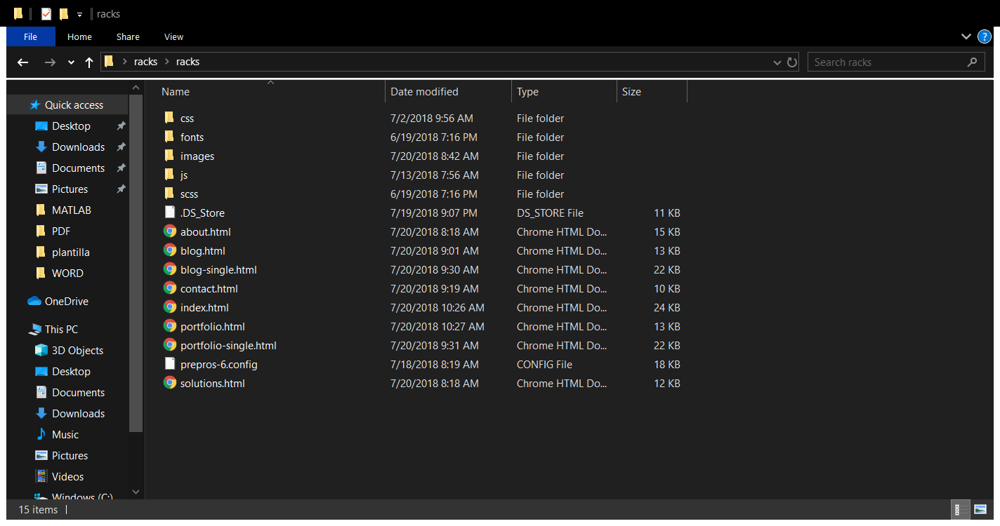 racks
File Home Share View
?
racks racks
Search racks
Name Date modified Type Size
Quick access
Desktop
Downloads
Documents
Pictures
MATLAB
PDF
plantilla
WORD
OneDrive
This PC
3D Objects
Desktop
Documents
Downloads
Music
Pictures
Videos
Windows (C:)
css 7/2/2018 9:56 AM File folder
fonts 6/19/2018 7:16 PM File folder
images 7/20/2018 8:42 AM File folder
js 7/13/2018 7:56 AM File folder
scss 6/19/2018 7:16 PM File folder
.DS_Store 7/19/2018 9:07 PM DS_STORE File 11 KB
about.html 7/20/2018 8:18 AM Chrome HTML Do... 15 KB
blog.html 7/20/2018 9:01 AM Chrome HTML Do... 13 KB
blog-single.html 7/20/2018 9:30 AM Chrome HTML Do... 22 KB
contact.html 7/20/2018 9:19 AM Chrome HTML Do... 10 KB
index.html 7/20/2018 10:26 AM Chrome HTML Do... 24 KB
portfolio.html 7/20/2018 10:27 AM Chrome HTML Do... 13 KB
portfolio-single.html 7/20/2018 9:31 AM Chrome HTML Do... 22 KB
prepros-6.config 7/18/2018 8:19 AM CONFIG File 18 KB
solutions.html 7/20/2018 8:18 AM Chrome HTML Do... 12 KB
15 items